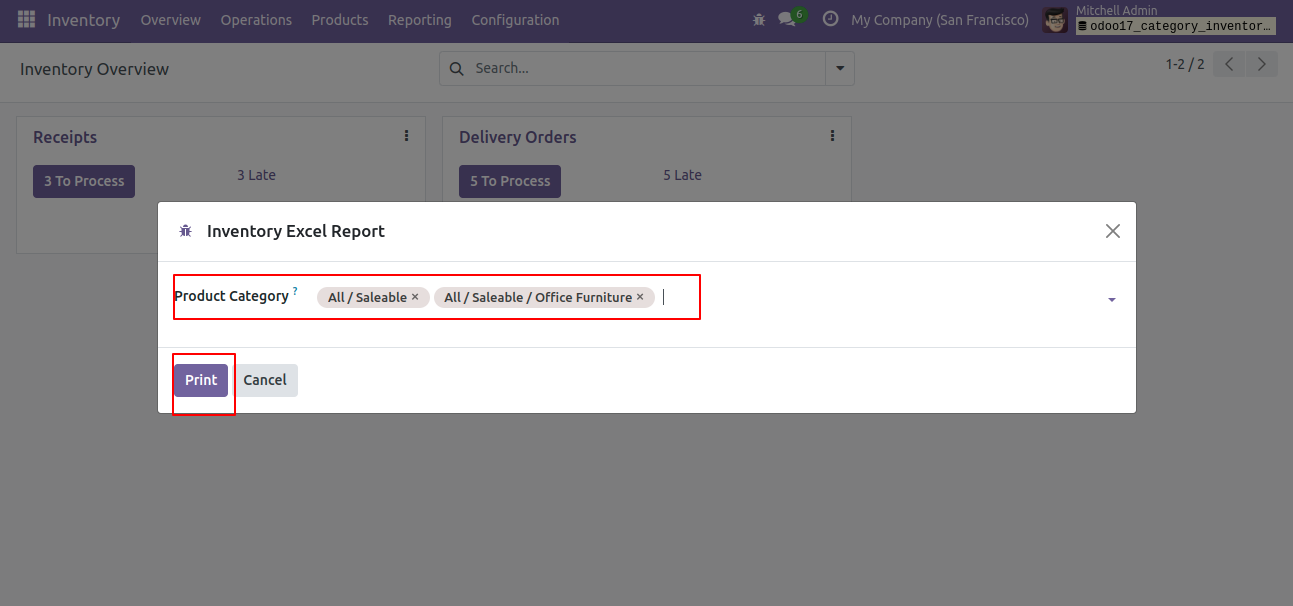 Inventory Overview Operations Products Reporting Configuration 6 My Company (San Francisco) Mitchell Admin
odoo17_category_inventor...
Inventory Overview Search... 1-2 / 2
Receipts Delivery Orders
3 To Process 3 Late 5 To Process 5 Late
Inventory Excel Report
Product Category ? All / Saleable × All / Saleable / Office Furniture ×
Print Cancel